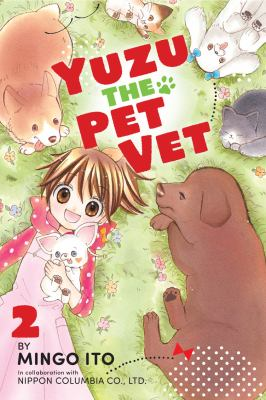 YUZU
THE
PET
VET
2
BY
MINGO ITO
In collaboration with
NIPPON COLUMBIA CO., LTD.